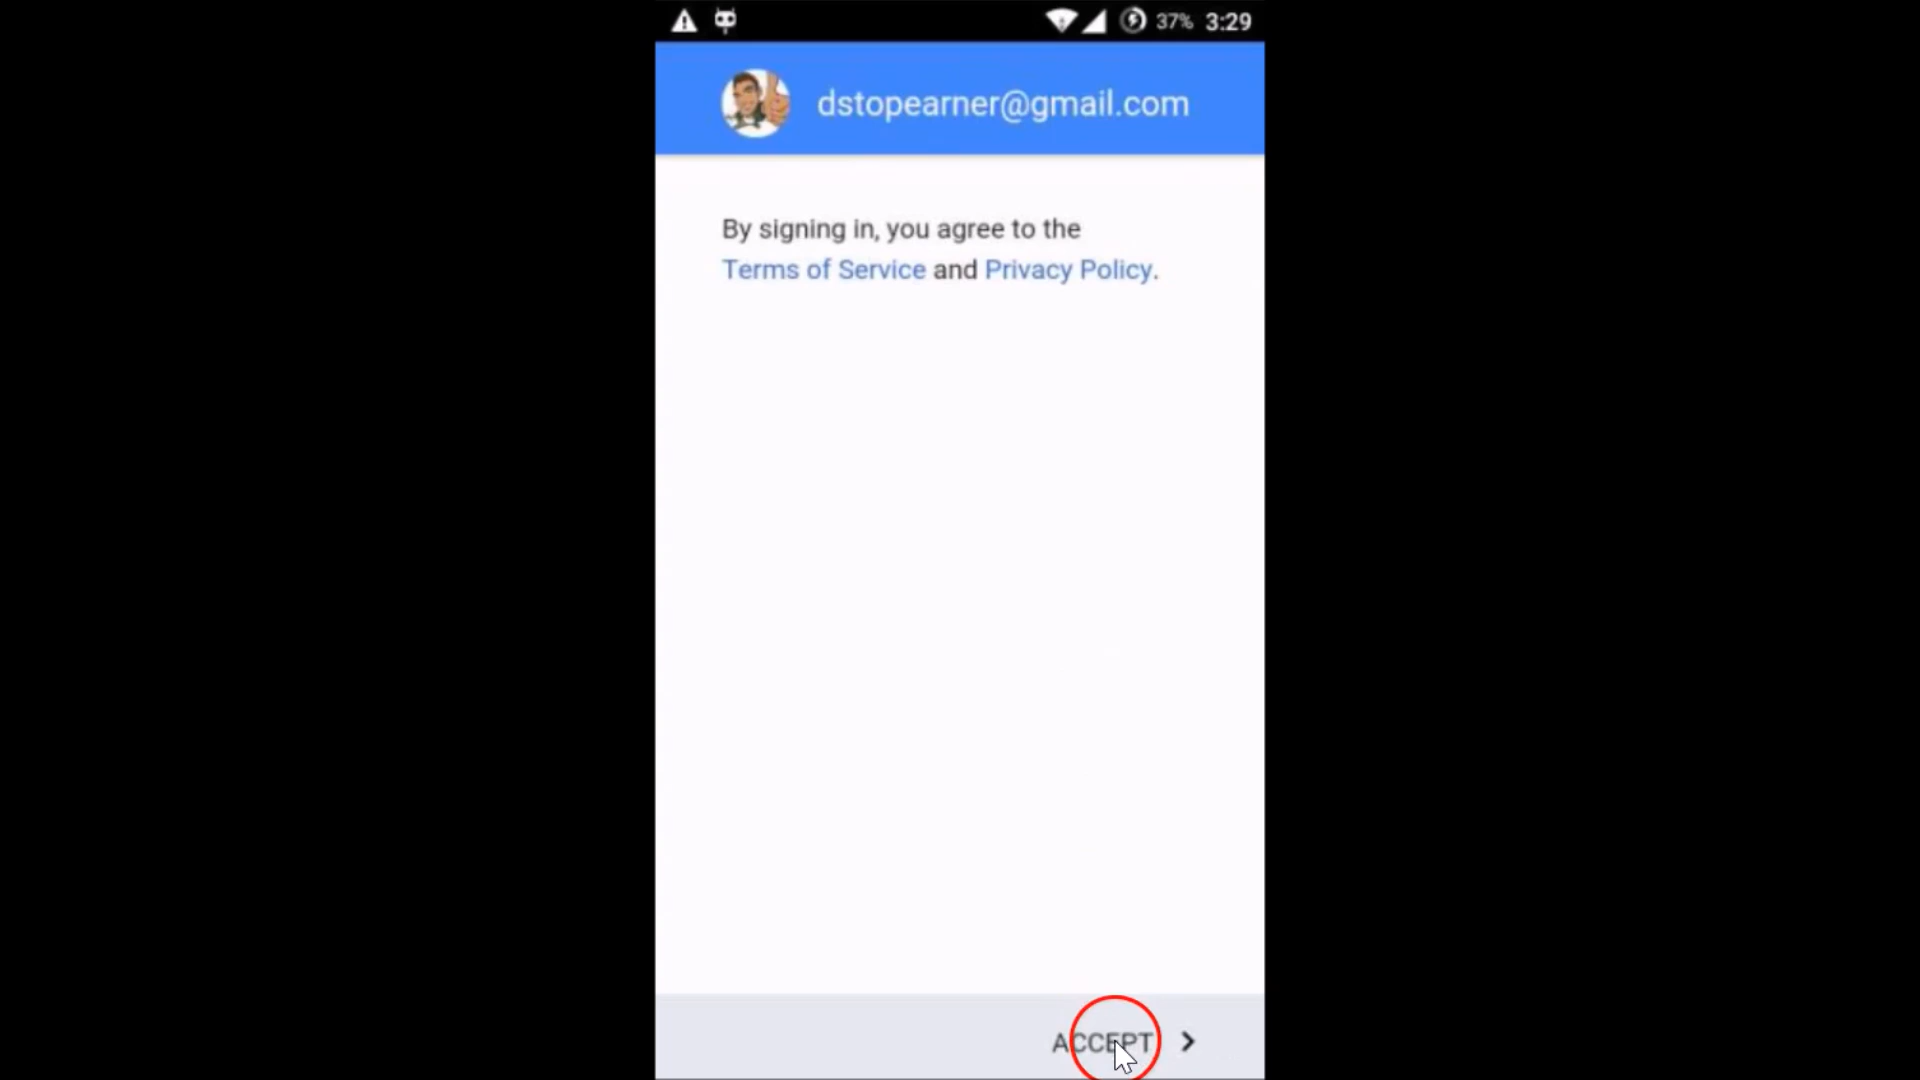 37% 3:29
dstopearner@gmail.com
By signing in, you agree to the
Terms of Service and Privacy Policy.
ACCEPT